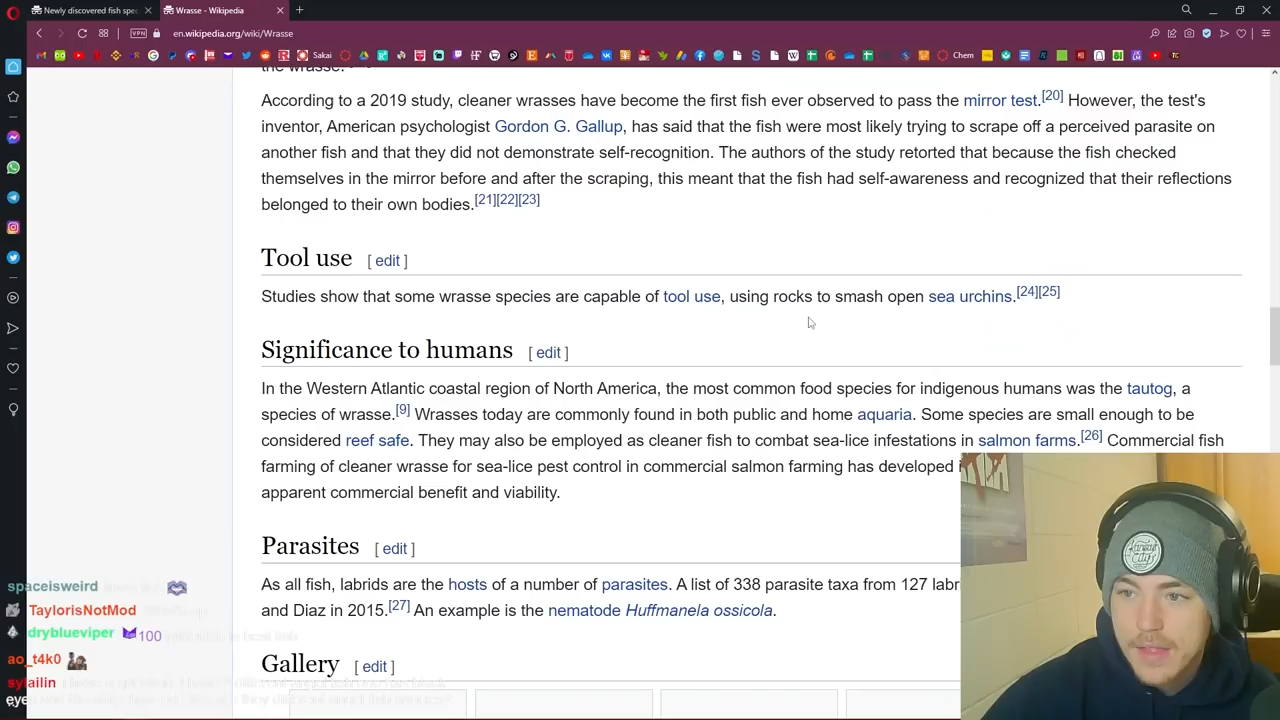 Newly discovered fish spec
Wrasse - Wikipedia
88
VPN
en.wikipedia.org/wiki/Wrasse
Sakai
Chem
the wrasse.
According to a 2019 study, cleaner wrasses have become the first fish ever observed to pass the mirror test.[20] However, the test's
inventor, American psychologist Gordon G. Gallup, has said that the fish were most likely trying to scrape off a perceived parasite on
another fish and that they did not demonstrate self-recognition. The authors of the study retorted that because the fish checked
themselves in the mirror before and after the scraping, this meant that the fish had self-awareness and recognized that their reflections
belonged to their own bodies.[21][22][23]
Tool use [ edit ]
Studies show that some wrasse species are capable of tool use, using rocks to smash open sea urchins.[24][25]
Significance to humans [ edit ]
In the Western Atlantic coastal region of North America, the most common food species for indigenous humans was the tautog, a
species of wrasse.[9] Wrasses today are commonly found in both public and home aquaria. Some species are small enough to be
considered reef safe. They may also be employed as cleaner fish to combat sea-lice infestations in salmon farms.[26] Commercial fish
farming of cleaner wrasse for sea-lice pest control in commercial salmon farming has developed i
apparent commercial benefit and viability.
Parasites [ edit ]
As all fish, labrids are the hosts of a number of parasites. A list of 338 parasite taxa from 127 labr
and Diaz in 2015.[27] An example is the nematode Huffmanela ossicola.
Gallery [ edit ]
spaceisweird
TaylorisNotMod
dryblueviper 100
ao_t4k0
sylailin